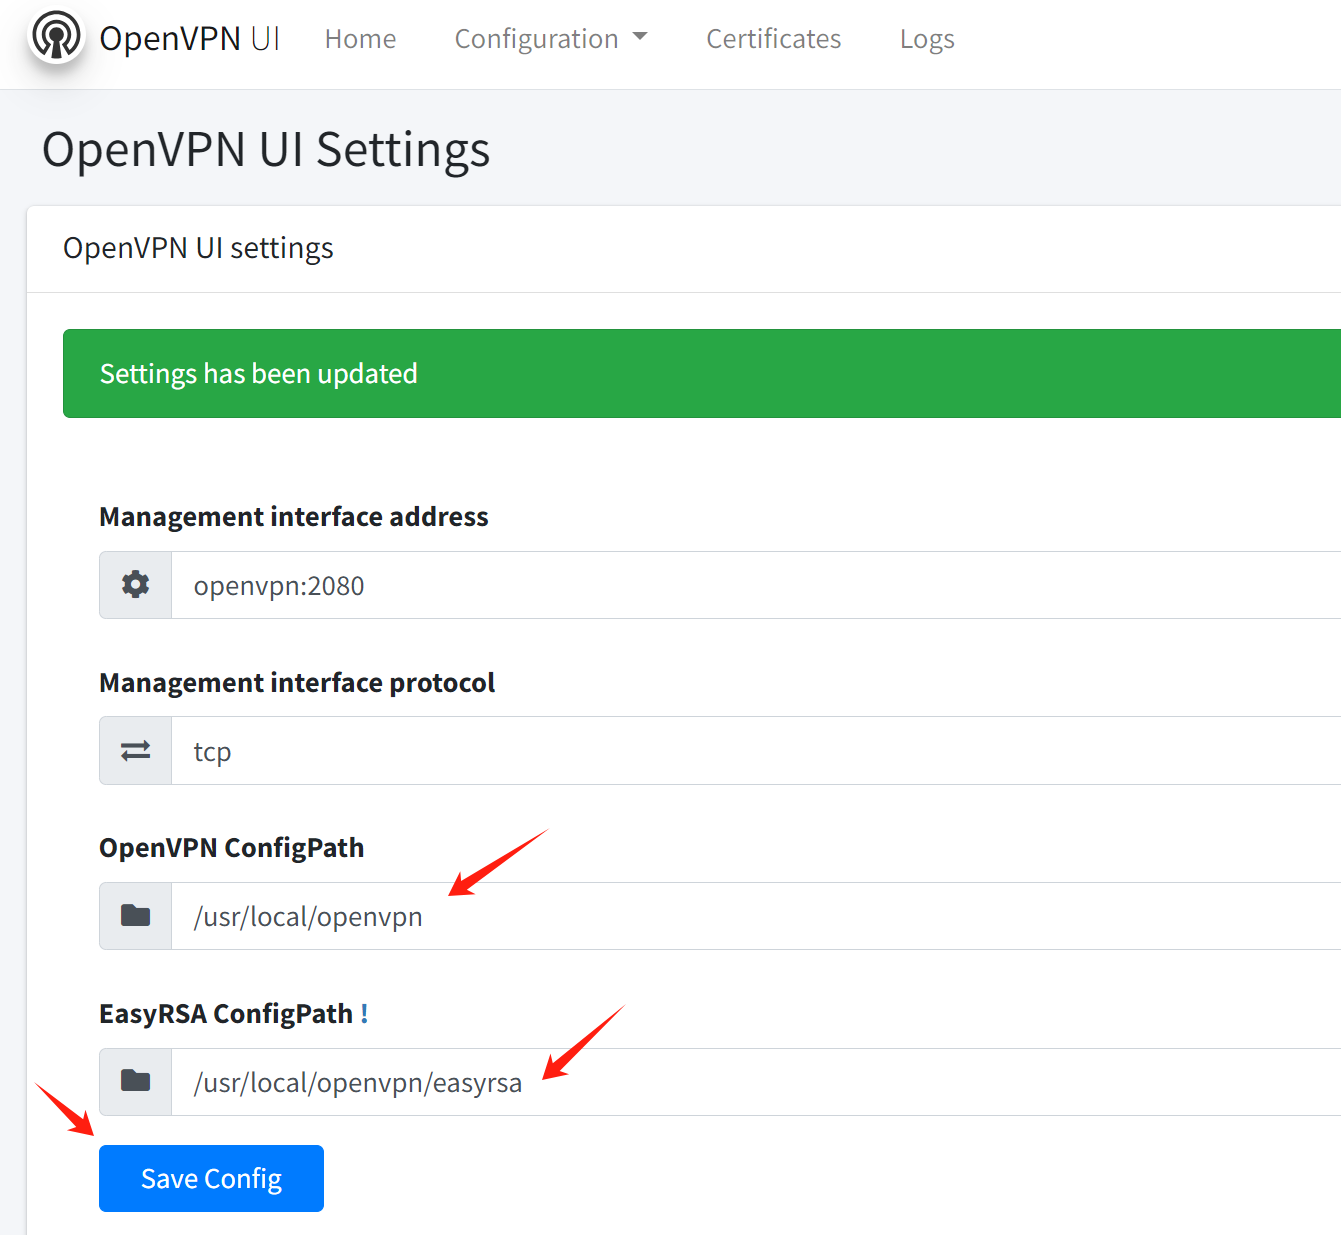 OpenVPN UI Home Configuration Certificates Logs
OpenVPN UI Settings
OpenVPN UI settings
Settings has been updated
Management interface address
openvpn:2080
Management interface protocol
tcp
OpenVPN ConfigPath
/usr/local/openvpn
EasyRSA ConfigPath !
/usr/local/openvpn/easyrsa
Save Config